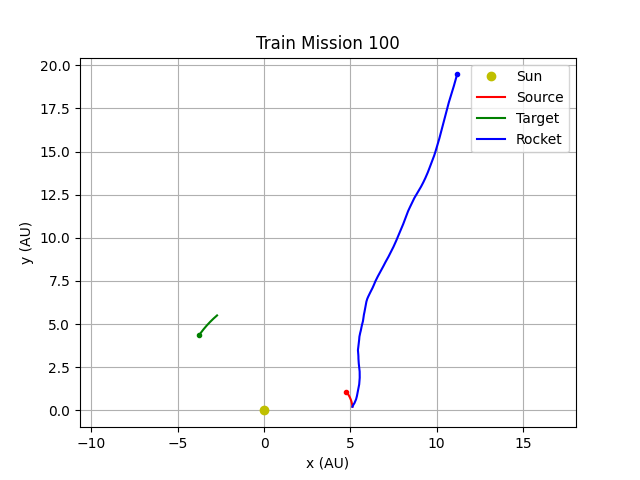 Train Mission 100
Sun
Source
Target
Rocket
20.0
17.5
15.0
12.5
10.0
7.5
5.0
2.5
0.0
y (AU)
−10 −5 0 5 10 15
x (AU)